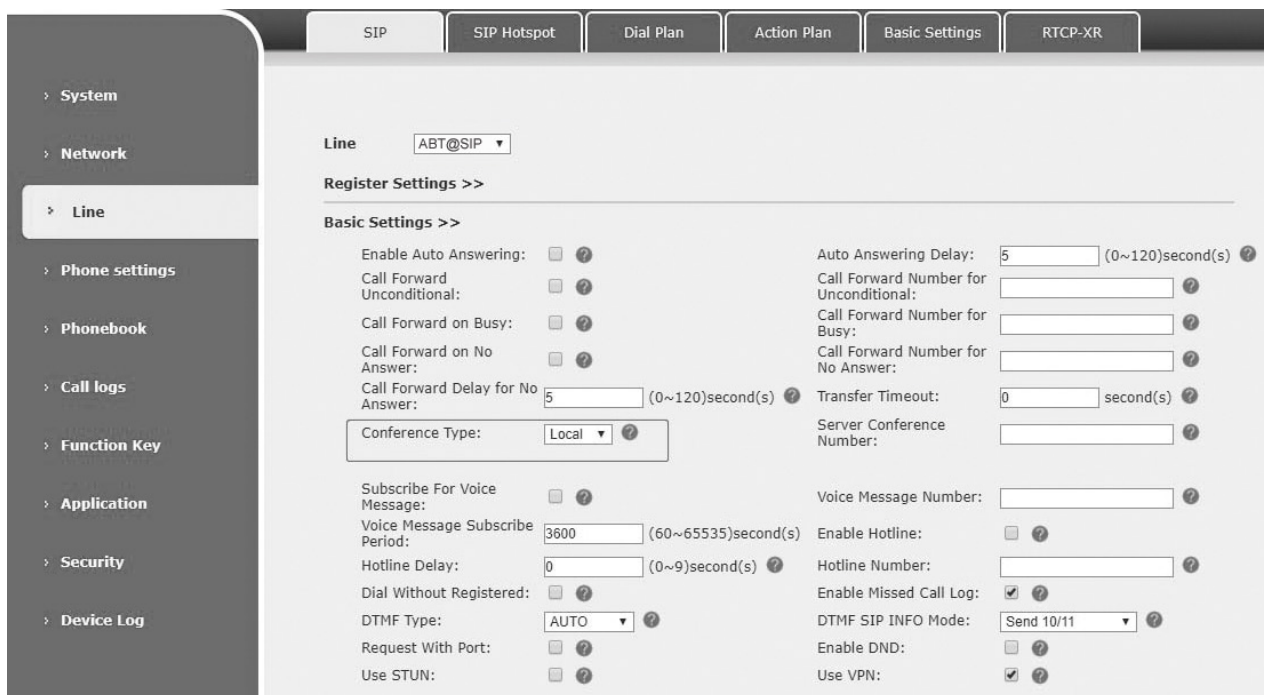 SIP
SIP Hotspot
Dial Plan
Action Plan
Basic Settings
RTCP-XR
› System
› Network
› Line
› Phone settings
› Phonebook
› Call logs
› Function Key
› Application
› Security
› Device Log
Line ABT@SIP
Register Settings >>
Basic Settings >>
Enable Auto Answering: ?
Auto Answering Delay: 5 (0~120)second(s) ?
Call Forward
Unconditional: ?
Call Forward Number for
Unconditional: ?
Call Forward on Busy: ?
Call Forward Number for
Busy: ?
Call Forward on No
Answer: ?
Call Forward Number for
No Answer: ?
Call Forward Delay for No
Answer: 5 (0~120)second(s) ?
Transfer Timeout: 0 second(s) ?
Conference Type: Local ?
Server Conference
Number: ?
Subscribe For Voice
Message: ?
Voice Message Number: ?
Voice Message Subscribe
Period: 3600 (60~65535)second(s)
Enable Hotline: ?
Hotline Delay: 0 (0~9)second(s) ?
Hotline Number: ?
Dial Without Registered: ?
Enable Missed Call Log: ?
DTMF Type: AUTO ?
DTMF SIP INFO Mode: Send 10/11 ?
Request With Port: ?
Enable DND: ?
Use STUN: ?
Use VPN: ?